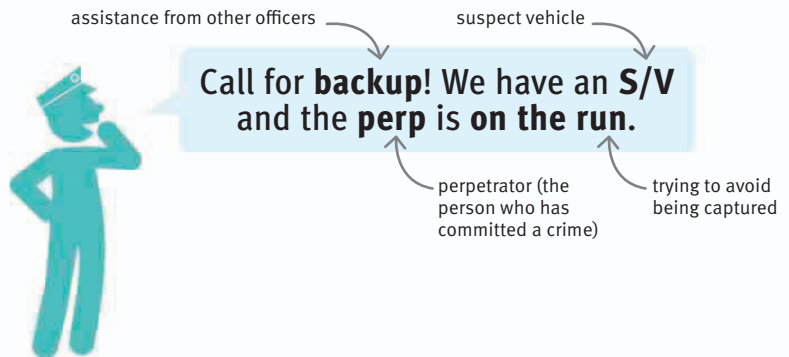 assistance from other officers
suspect vehicle
Call for backup! We have an S/V
and the perp is on the run.
perpetrator (the
person who has
committed a crime)
trying to avoid
being captured